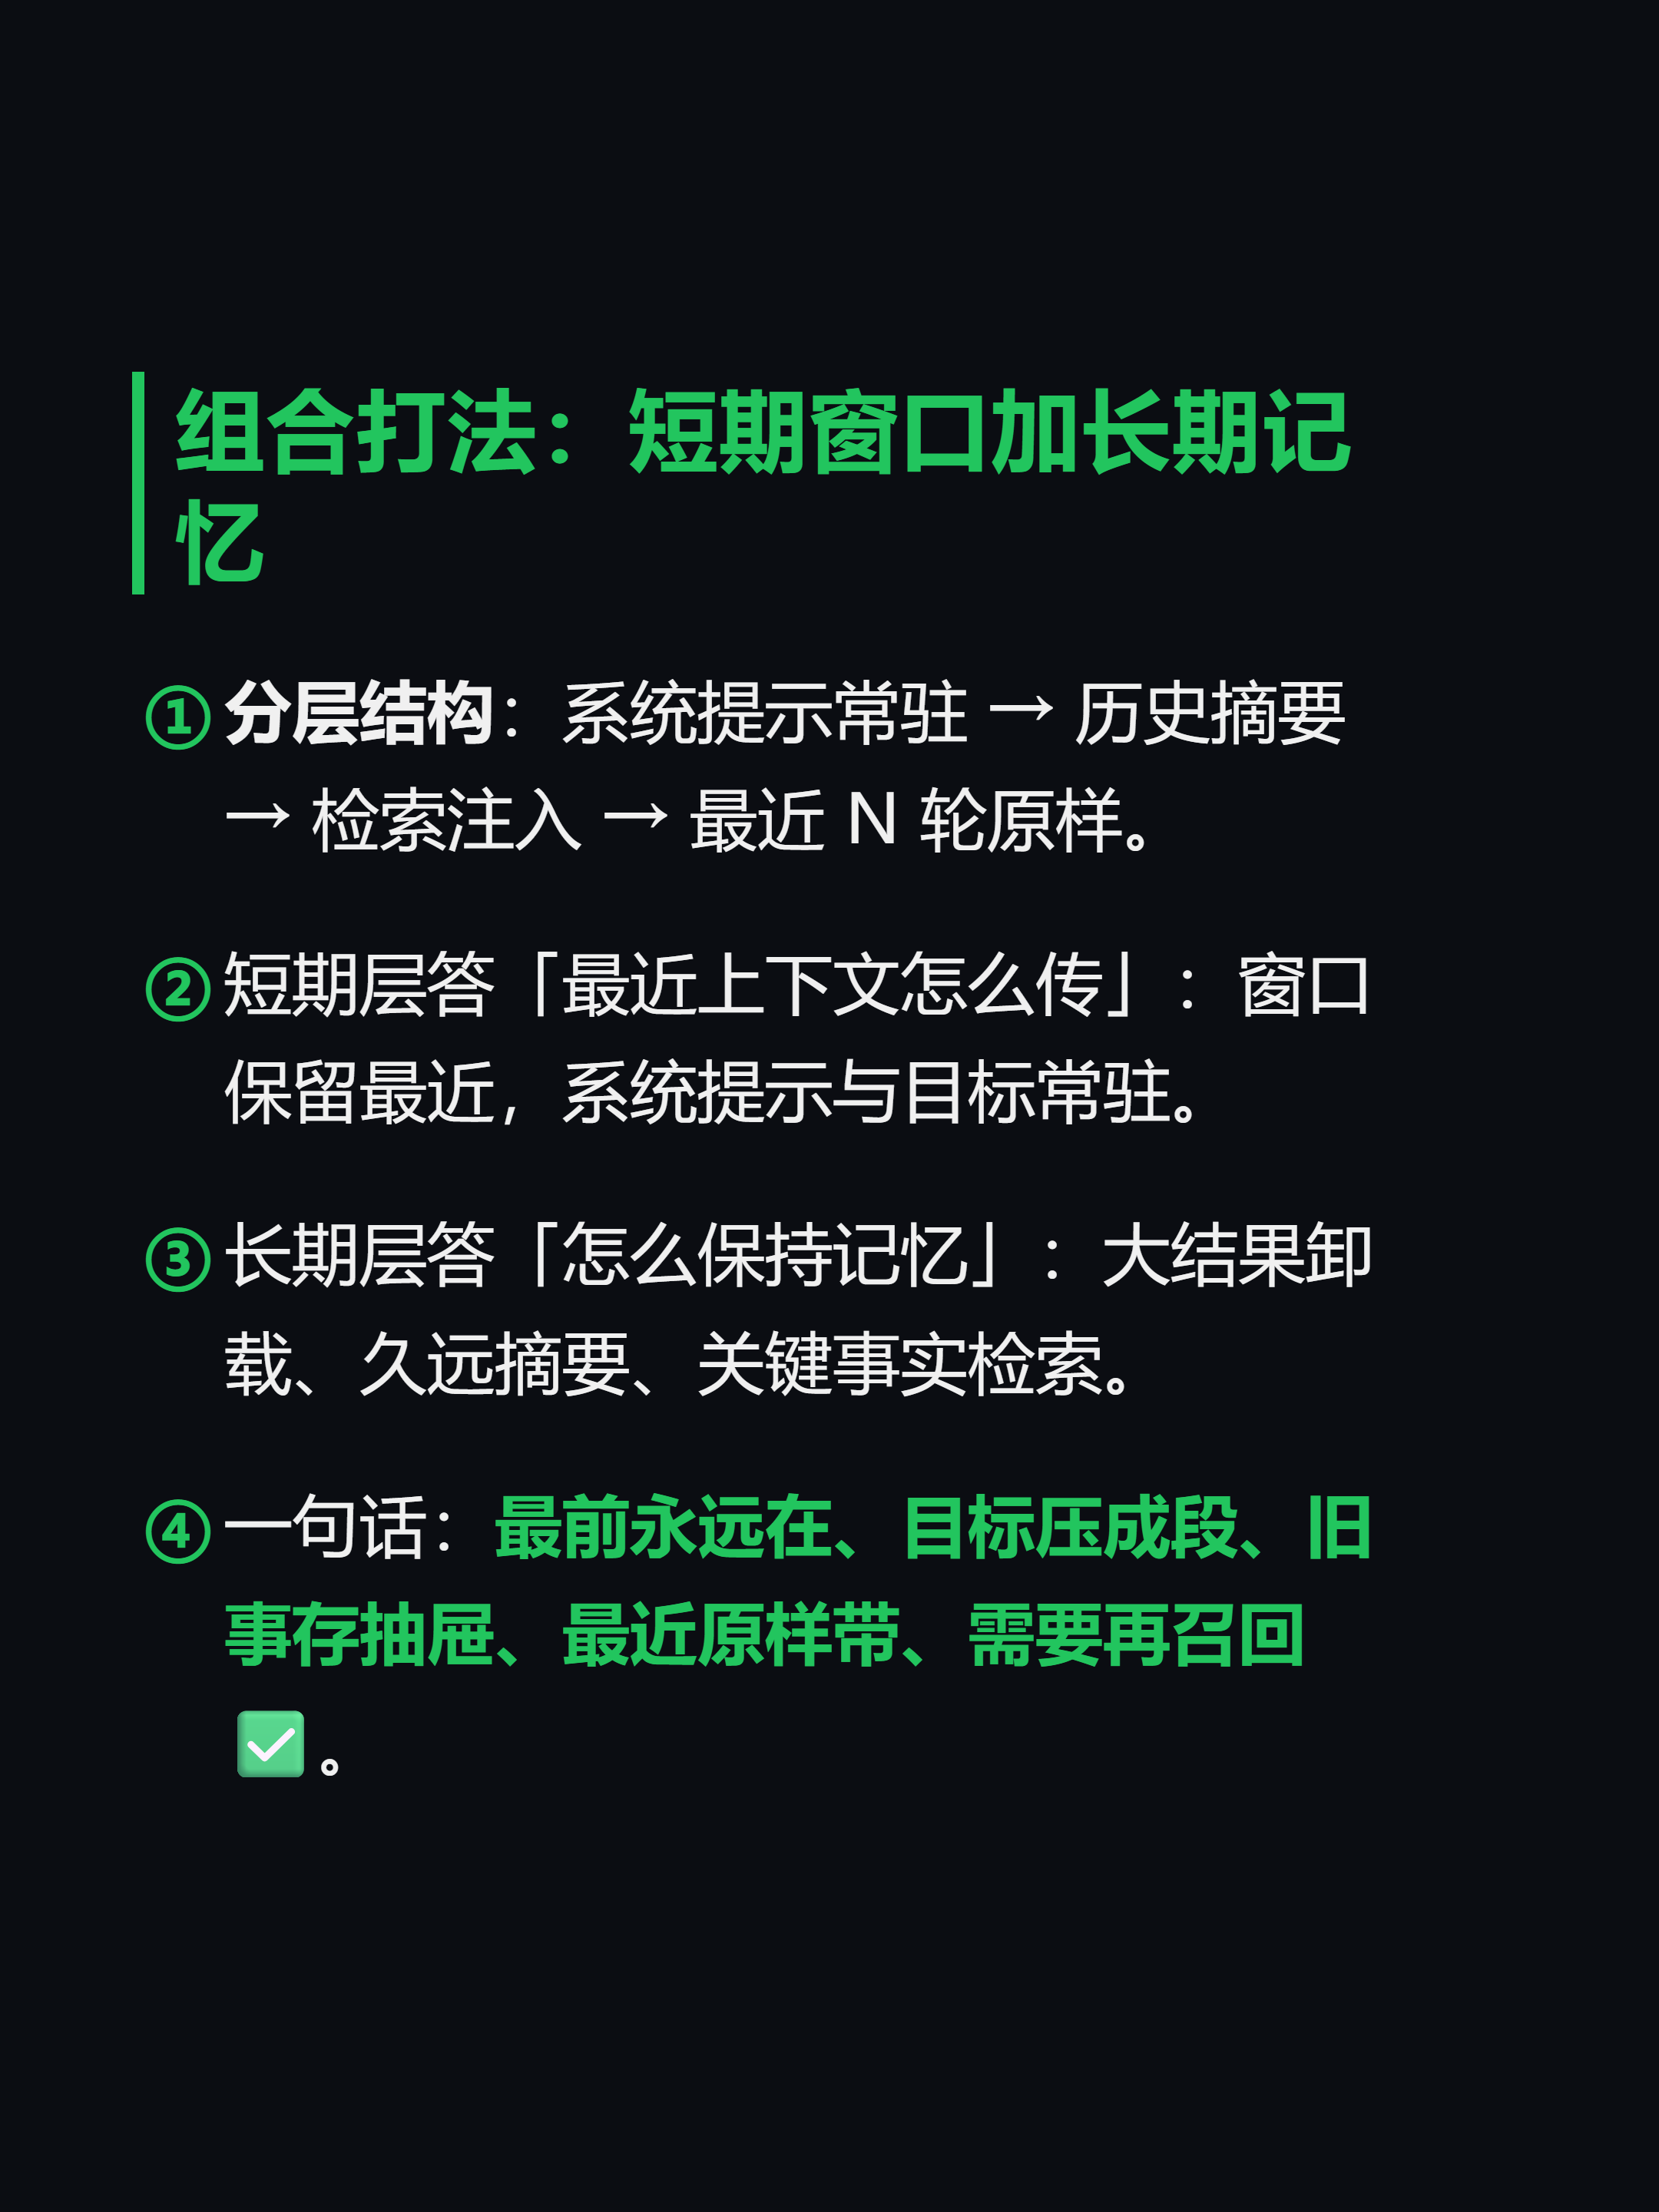 组合打法：短期窗口加长期记
忆
① 分层结构：系统提示常驻 → 历史摘要
→ 检索注入 → 最近 N 轮原样。
② 短期层答「最近上下文怎么传」：窗口
保留最近，系统提示与目标常驻。
③ 长期层答「怎么保持记忆」：大结果卸
载、久远摘要、关键事实检索。
④ 一句话：最前永远在、目标压成段、旧
事存抽屉、最近原样带、需要再召回
✅。